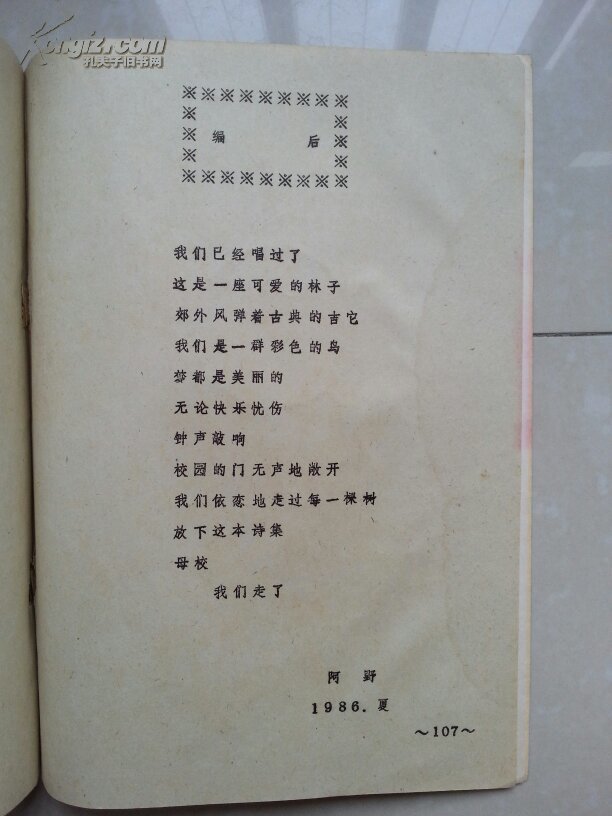 Kongfz.com
孔夫子旧书网
※※※※※※※※※
※ ※
※ 编 后 ※
※ ※
※※※※※※※※※
我们已经唱过了
这是一座可爱的林子
郊外风弹着古典的吉它
我们是一群彩色的鸟
梦都是美丽的
无论快乐忧伤
钟声敲响
校园的门无声地敞开
我们依恋地走过每一棵树
放下这本诗集
母校
我们走了
阿 野
1986.夏
～107～